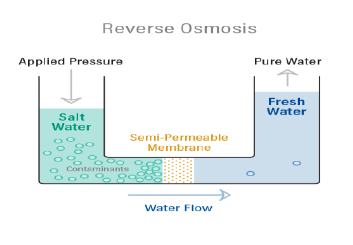 Reverse Osmosis
Applied Pressure
Pure Water
Salt
Water
Fresh
Water
Semi-Permeable
Membrane
Contaminants
Water Flow